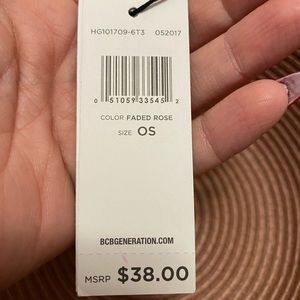 HG101709-6T3 052017
0 51059 33545 2
COLOR FADED ROSE
SIZE OS
BCBGENERATION.COM
MSRP $38.00